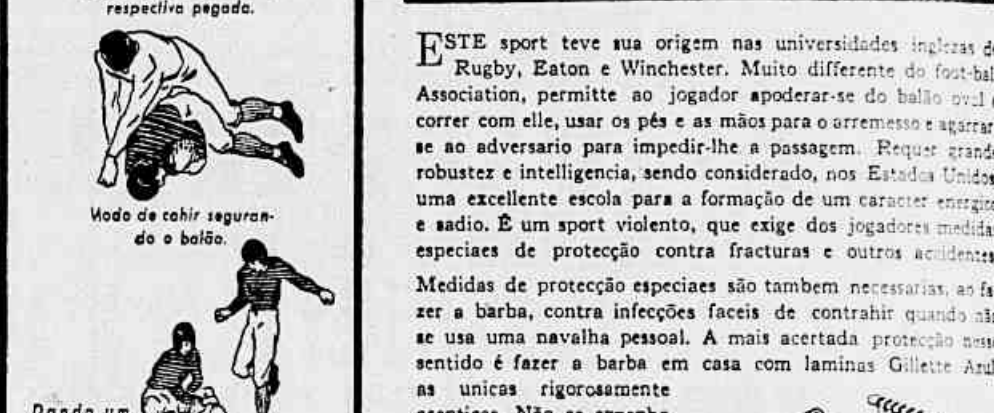 respectiva pegada.
Modo de cahir seguran-
do o balão.
Dando um
ESTE sport teve sua origem nas universidades inglezas de
Rugby, Eaton e Winchester. Muito differente do foot-ball
Association, permitte ao jogador apoderar-se do balão oval e
correr com elle, usar os pés e as mãos para o arremesso e agarrar-
se ao adversario para impedir-lhe a passagem. Requer grande
robustez e intelligencia, sendo considerado, nos Estados Unidos,
uma excellente escola para a formação de um caracter energico
e sadio. É um sport violento, que exige dos jogadores medidas
especiaes de protecção contra fracturas e outros accidentes.
Medidas de protecção especiaes são tambem necessarias, ao fa-
zer a barba, contra infecções faceis de contrahir quando não
se usa uma navalha pessoal. A mais acertada protecção nesse
sentido é fazer a barba em casa com laminas Gillette Azul,
as unicas rigorosamente
asepticas. Não se exponha